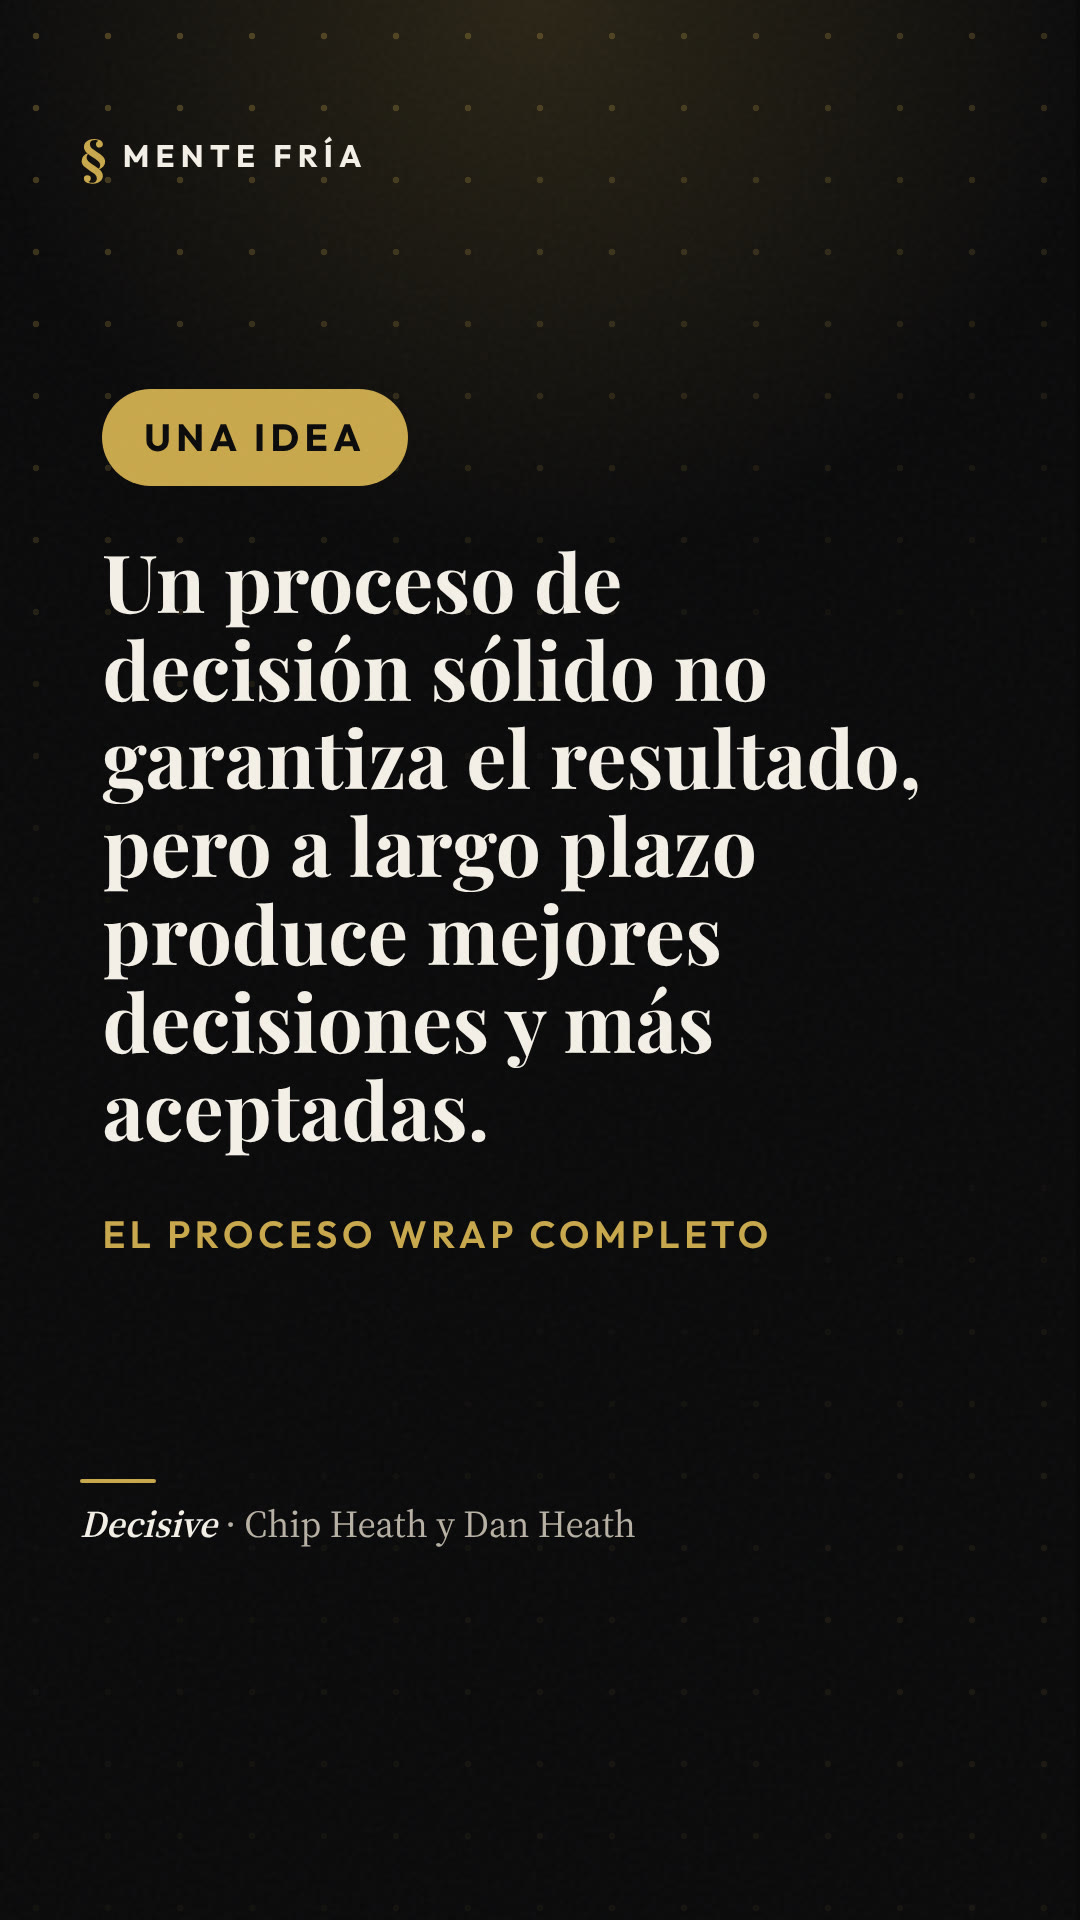 § MENTE FRÍA
UNA IDEA
Un proceso de
decisión sólido no
garantiza el resultado,
pero a largo plazo
produce mejores
decisiones y más
aceptadas.
EL PROCESO WRAP COMPLETO
Decisive · Chip Heath y Dan Heath